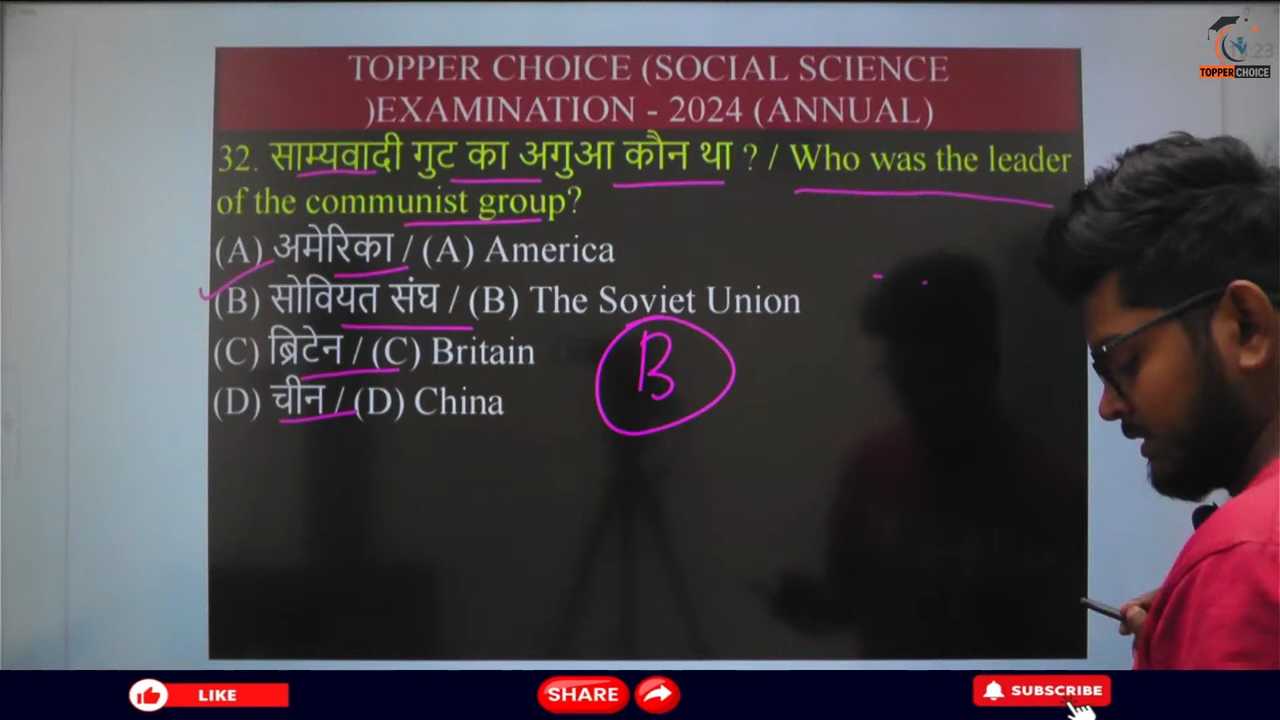 TOPPER CHOICE (SOCIAL SCIENCE
)EXAMINATION - 2024 (ANNUAL)
32. साम्यवादी गुट का अगुआ कौन था ? / Who was the leader
of the communist group?
(A) अमेरिका / (A) America
(B) सोवियत संघ / (B) The Soviet Union
(C) ब्रिटेन / (C) Britain
(D) चीन / (D) China
B
TOPPER CHOICE
LIKE
SHARE
SUBSCRIBE